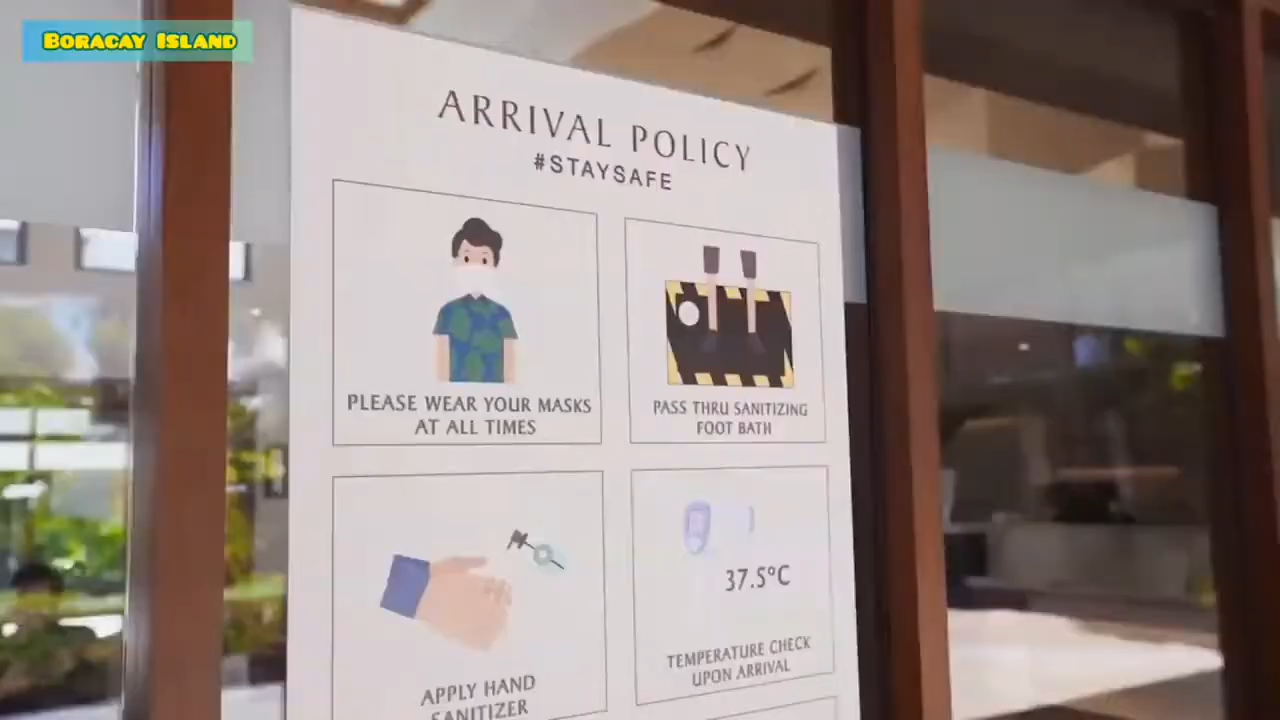 BORACAY ISLAND
ARRIVAL POLICY
#STAYSAFE
PLEASE WEAR YOUR MASKS
AT ALL TIMES
PASS THRU SANITIZING
FOOT BATH
37.5°C
APPLY HAND
SANITIZER
TEMPERATURE CHECK
UPON ARRIVAL